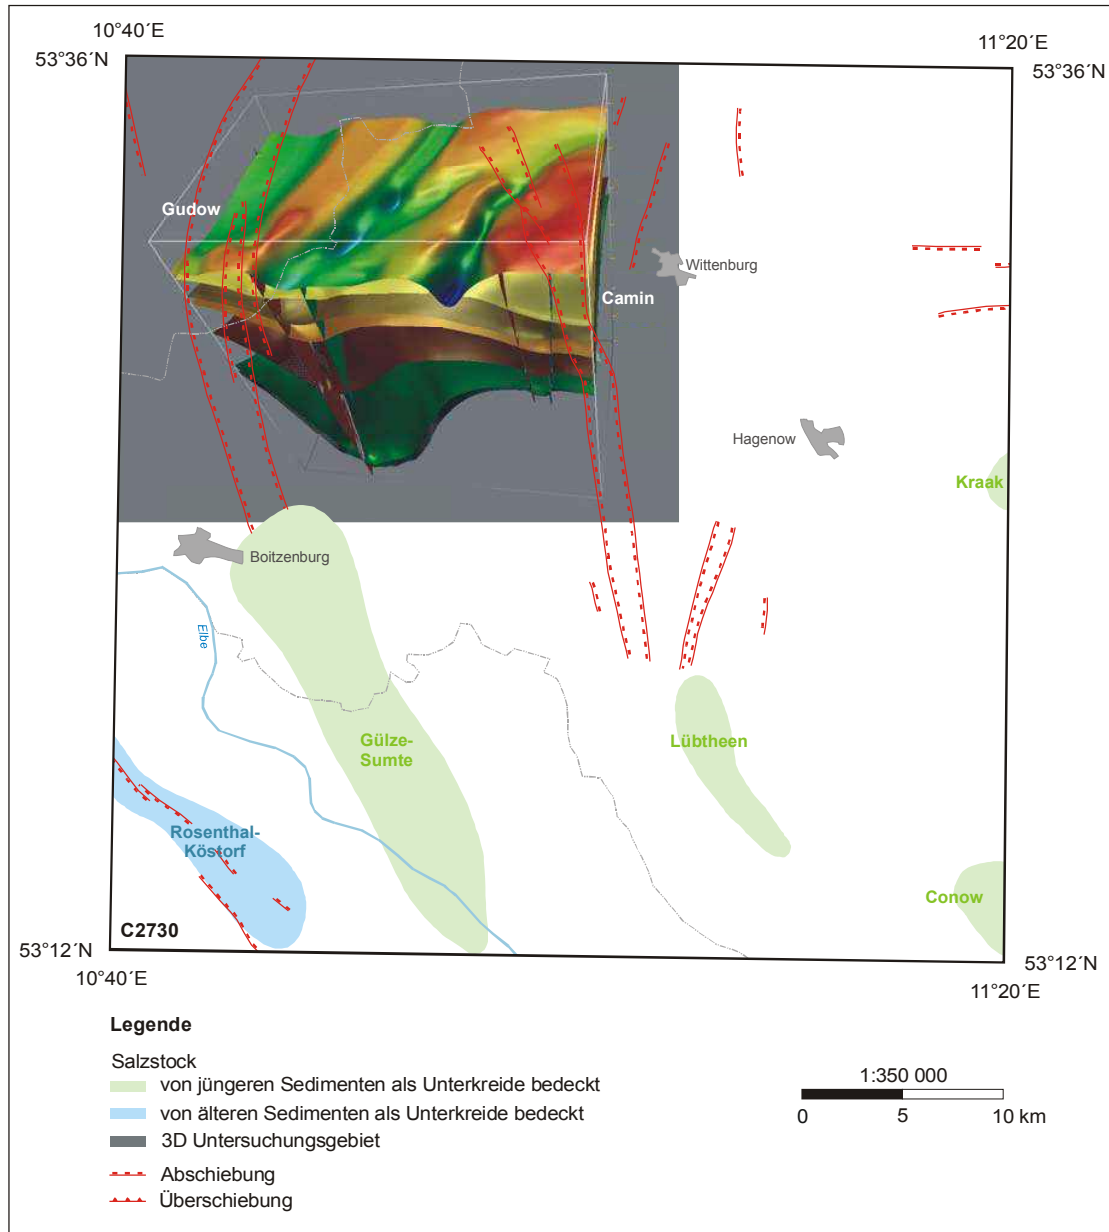 10°40´E
11°20´E
53°36´N
53°36´N
Gudow
Wittenburg
Camin
Hagenow
Kraak
Boitzenburg
Elbe
Gülze-
Sumte
Lübtheen
Rosenthal-
Köstorf
Conow
C2730
53°12´N
53°12´N
10°40´E
11°20´E
Legende
Salzstock
von jüngeren Sedimenten als Unterkreide bedeckt
von älteren Sedimenten als Unterkreide bedeckt
3D Untersuchungsgebiet
Abschiebung
Überschiebung
1:350 000
0 5 10 km